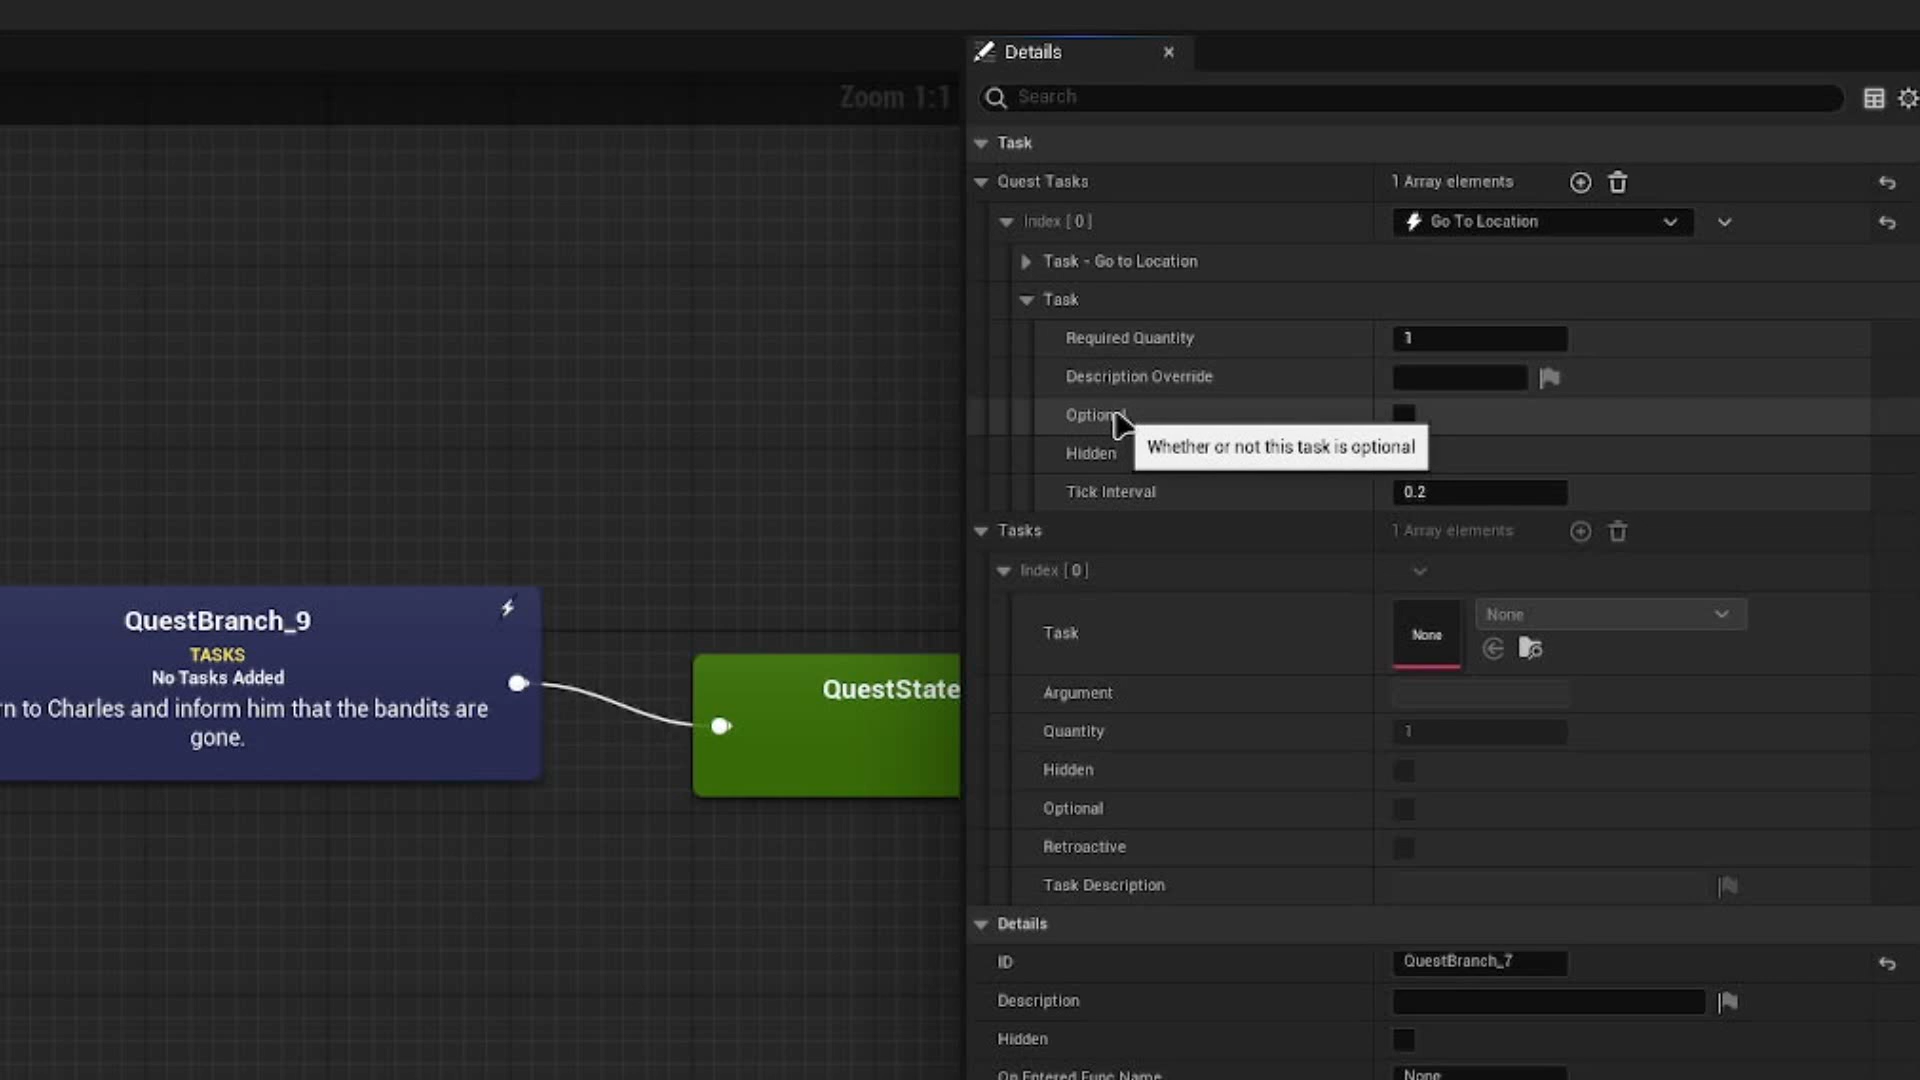 Details
Zoom 1:1
Search
Task
Quest Tasks 1 Array elements
Index [ 0 ] Go To Location
Task - Go to Location
Task
Required Quantity 1
Description Override
Option
Whether or not this task is optional
Hidden
Tick Interval 0.2
Tasks 1 Array elements
Index [ 0 ]
Task None None
Argument
Quantity 1
Hidden
Optional
Retroactive
Task Description
Details
ID QuestBranch_7
Description
Hidden
On Entered Func Name None
QuestBranch_9
TASKS
No Tasks Added
rn to Charles and inform him that the bandits are
gone.
QuestState